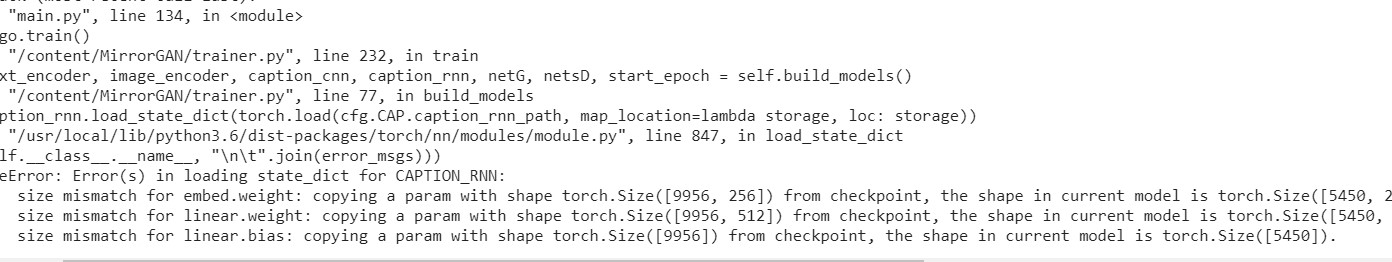 "main.py", line 134, in <module>
go.train()
"/content/MirrorGAN/trainer.py", line 232, in train
xt_encoder, image_encoder, caption_cnn, caption_rnn, netG, netsD, start_epoch = self.build_models()
"/content/MirrorGAN/trainer.py", line 77, in build_models
ption_rnn.load_state_dict(torch.load(cfg.CAP.caption_rnn_path, map_location=lambda storage, loc: storage))
"/usr/local/lib/python3.6/dist-packages/torch/nn/modules/module.py", line 847, in load_state_dict
lf.__class__.__name__, "\n\t".join(error_msgs)))
eError: Error(s) in loading state_dict for CAPTION_RNN:
size mismatch for embed.weight: copying a param with shape torch.Size([9956, 256]) from checkpoint, the shape in current model is torch.Size([5450, 2
size mismatch for linear.weight: copying a param with shape torch.Size([9956, 512]) from checkpoint, the shape in current model is torch.Size([5450,
size mismatch for linear.bias: copying a param with shape torch.Size([9956]) from checkpoint, the shape in current model is torch.Size([5450]).